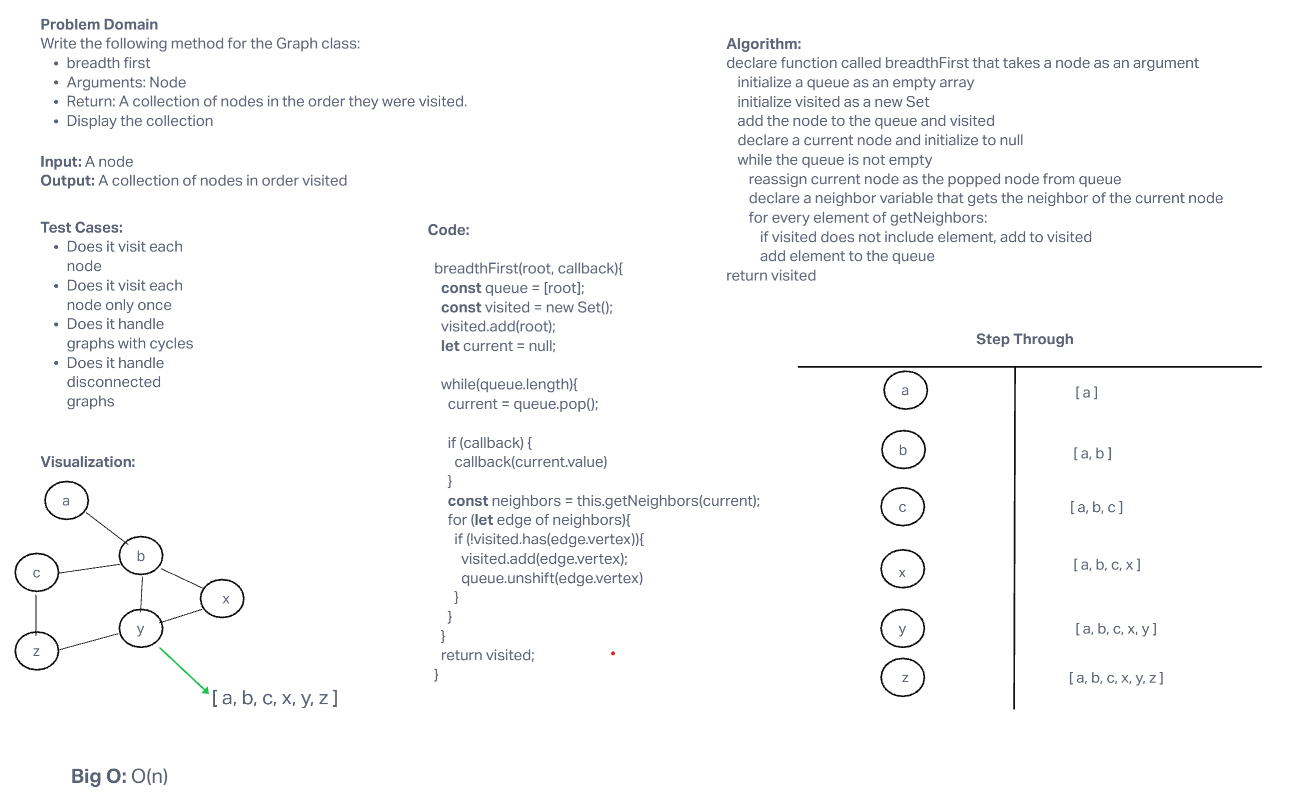 Problem Domain
Write the following method for the Graph class:
• breadth first
• Arguments: Node
• Return: A collection of nodes in the order they were visited.
• Display the collection
Input: A node
Output: A collection of nodes in order visited
Test Cases:
• Does it visit each
node
• Does it visit each
node only once
• Does it handle
graphs with cycles
• Does it handle
disconnected
graphs
Visualization:
a
b
c
x
y
z
[ a, b, c, x, y, z ]
Big O: O(n)
Code:
breadthFirst(root, callback){
const queue = [root];
const visited = new Set();
visited.add(root);
let current = null;
while(queue.length){
current = queue.pop();
if (callback) {
callback(current.value)
}
const neighbors = this.getNeighbors(current);
for (let edge of neighbors){
if (!visited.has(edge.vertex)){
visited.add(edge.vertex);
queue.unshift(edge.vertex)
}
}
}
return visited;
}
Algorithm:
declare function called breadthFirst that takes a node as an argument
initialize a queue as an empty array
initialize visited as a new Set
add the node to the queue and visited
declare a current node and initialize to null
while the queue is not empty
reassign current node as the popped node from queue
declare a neighbor variable that gets the neighbor of the current node
for every element of getNeighbors:
if visited does not include element, add to visited
add element to the queue
return visited
Step Through
a [ a ]
b [ a, b ]
c [ a, b, c ]
x [ a, b, c, x ]
y [ a, b, c, x, y ]
z [ a, b, c, x, y, z ]